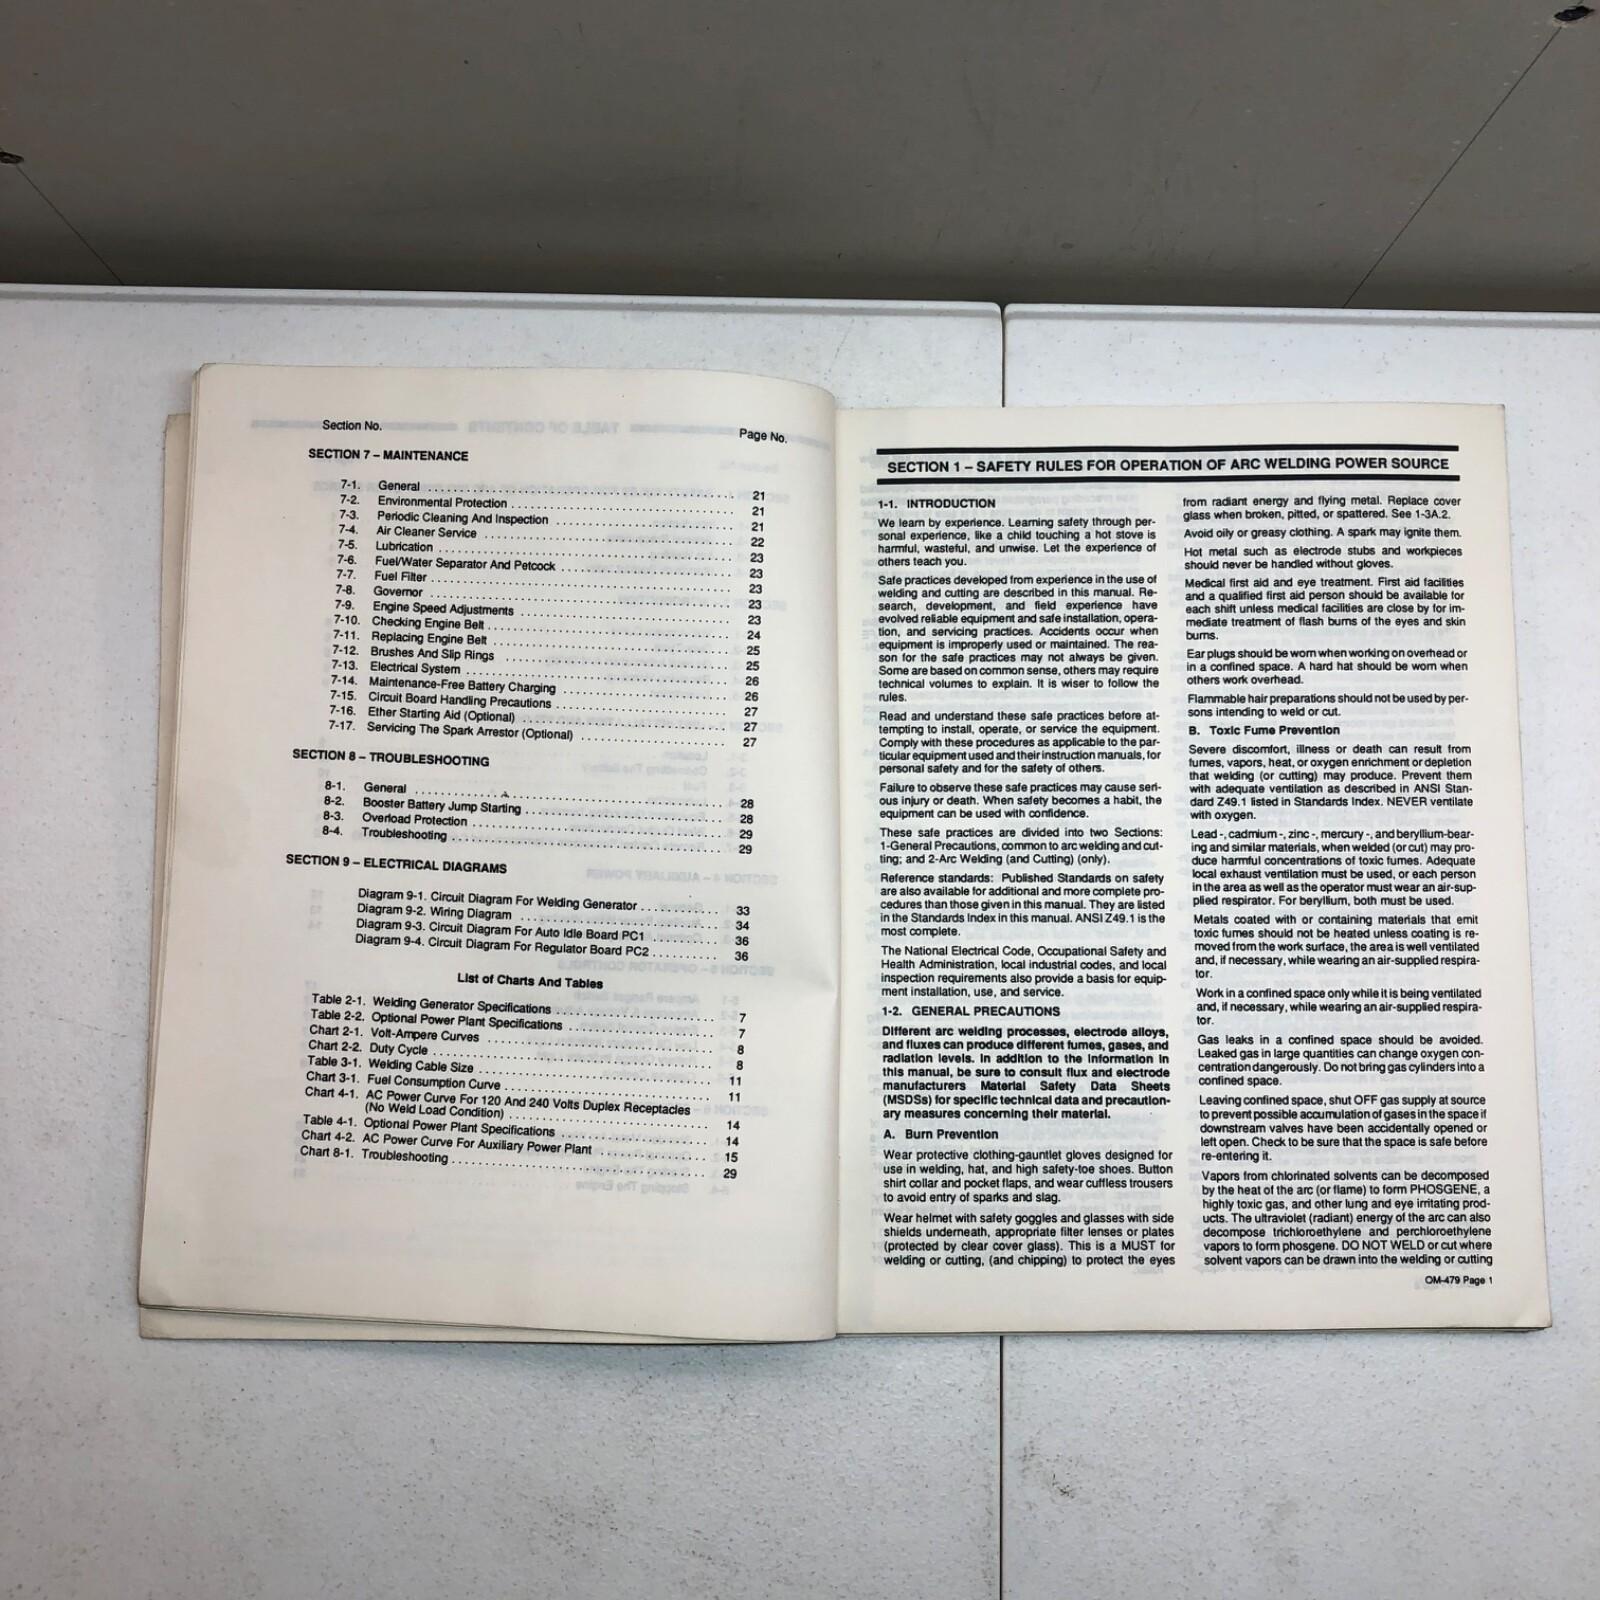 Section No. Page No.
SECTION 7 – MAINTENANCE
7-1. General 21
7-2. Environmental Protection 21
7-3. Periodic Cleaning And Inspection 21
7-4. Air Cleaner Service 22
7-5. Lubrication 23
7-6. Fuel/Water Separator And Petcock 23
7-7. Fuel Filter 23
7-8. Governor 23
7-9. Engine Speed Adjustments 23
7-10. Checking Engine Belt 24
7-11. Replacing Engine Belt 25
7-12. Brushes And Slip Rings 25
7-13. Electrical System 26
7-14. Maintenance-Free Battery Charging 26
7-15. Circuit Board Handling Precautions 27
7-16. Ether Starting Aid (Optional) 27
7-17. Servicing The Spark Arrestor (Optional) 27
SECTION 8 – TROUBLESHOOTING
8-1. General 28
8-2. Booster Battery Jump Starting 28
8-3. Overload Protection 29
8-4. Troubleshooting 29
SECTION 9 – ELECTRICAL DIAGRAMS
Diagram 9-1. Circuit Diagram For Welding Generator 33
Diagram 9-2. Wiring Diagram 34
Diagram 9-3. Circuit Diagram For Auto Idle Board PC1 36
Diagram 9-4. Circuit Diagram For Regulator Board PC2 36
List of Charts And Tables
Table 2-1. Welding Generator Specifications 7
Table 2-2. Optional Power Plant Specifications 7
Chart 2-1. Volt-Ampere Curves 8
Chart 2-2. Duty Cycle 8
Table 3-1. Welding Cable Size 11
Chart 3-1. Fuel Consumption Curve 11
Chart 4-1. AC Power Curve For 120 And 240 Volts Duplex Receptacles
(No Weld Load Condition) 14
Table 4-1. Optional Power Plant Specifications 14
Chart 4-2. AC Power Curve For Auxiliary Power Plant 15
Chart 8-1. Troubleshooting 29
SECTION 1 – SAFETY RULES FOR OPERATION OF ARC WELDING POWER SOURCE
1-1. INTRODUCTION
We learn by experience. Learning safety through per-
sonal experience, like a child touching a hot stove is
harmful, wasteful, and unwise. Let the experience of
others teach you.
Safe practices developed from experience in the use of
welding and cutting are described in this manual. Re-
search, development, and field experience have
evolved reliable equipment and safe installation, opera-
tion, and servicing practices. Accidents occur when
equipment is improperly used or maintained. The rea-
son for the safe practices may not always be given.
Some are based on common sense, others may require
technical volumes to explain. It is wiser to follow the
rules.
Read and understand these safe practices before at-
tempting to install, operate, or service the equipment.
Comply with these procedures as applicable to the par-
ticular equipment used and their instruction manuals, for
personal safety and for the safety of others.
Failure to observe these safe practices may cause seri-
ous injury or death. When safety becomes a habit, the
equipment can be used with confidence.
These safe practices are divided into two Sections:
1-General Precautions, common to arc welding and cut-
ting; and 2-Arc Welding (and Cutting) (only).
Reference standards: Published Standards on safety
are also available for additional and more complete pro-
cedures than those given in this manual. They are listed
in the Standards Index in this manual. ANSI Z49.1 is the
most complete.
The National Electrical Code, Occupational Safety and
Health Administration, local industrial codes, and local
inspection requirements also provide a basis for equip-
ment installation, use, and service.
1-2. GENERAL PRECAUTIONS
Different arc welding processes, electrode alloys,
and fluxes can produce different fumes, gases, and
radiation levels. In addition to the information in
this manual, be sure to consult flux and electrode
manufacturers Material Safety Data Sheets
(MSDSs) for specific technical data and precaution-
ary measures concerning their material.
A. Burn Prevention
Wear protective clothing-gauntlet gloves designed for
use in welding, hat, and high safety-toe shoes. Button
shirt collar and pocket flaps, and wear cuffless trousers
to avoid entry of sparks and slag.
Wear helmet with safety goggles and glasses with side
shields underneath, appropriate filter lenses or plates
(protected by clear cover glass). This is a MUST for
welding or cutting, (and chipping) to protect the eyes
from radiant energy and flying metal. Replace cover
glass when broken, pitted, or spattered. See 1-3A.2.
Avoid oily or greasy clothing. A spark may ignite them.
Hot metal such as electrode stubs and workpieces
should never be handled without gloves.
Medical first aid and eye treatment. First aid facilities
and a qualified first aid person should be available for
each shift unless medical facilities are close by for im-
mediate treatment of flash burns of the eyes and skin
burns.
Ear plugs should be worn when working on overhead or
in a confined space. A hard hat should be worn when
others work overhead.
Flammable hair preparations should not be used by per-
sons intending to weld or cut.
B. Toxic Fume Prevention
Severe discomfort, illness or death can result from
fumes, vapors, heat, or oxygen enrichment or depletion
that welding (or cutting) may produce. Prevent them
with adequate ventilation as described in ANSI Stan-
dard Z49.1 listed in Standards Index. NEVER ventilate
with oxygen.
Lead -, cadmium -, zinc -, mercury -, and beryllium-bear-
ing and similar materials, when welded (or cut) may pro-
duce harmful concentrations of toxic fumes. Adequate
local exhaust ventilation must be used, or each person
in the area as well as the operator must wear an air-sup-
plied respirator. For beryllium, both must be used.
Metals coated with or containing materials that emit
toxic fumes should not be heated unless coating is re-
moved from the work surface, the area is well ventilated
and, if necessary, while wearing an air-supplied respira-
tor.
Work in a confined space only while it is being ventilated
and, if necessary, while wearing an air-supplied respira-
tor.
Gas leaks in a confined space should be avoided.
Leaked gas in large quantities can change oxygen con-
centration dangerously. Do not bring gas cylinders into a
confined space.
Leaving confined space, shut OFF gas supply at source
to prevent possible accumulation of gases in the space if
downstream valves have been accidentally opened or
left open. Check to be sure that the space is safe before
re-entering it.
Vapors from chlorinated solvents can be decomposed
by the heat of the arc (or flame) to form PHOSGENE, a
highly toxic gas, and other lung and eye irritating prod-
ucts. The ultraviolet (radiant) energy of the arc can also
decompose trichloroethylene and perchloroethylene
vapors to form phosgene. DO NOT WELD or cut where
solvent vapors can be drawn into the welding or cutting
OM-479 Page 1